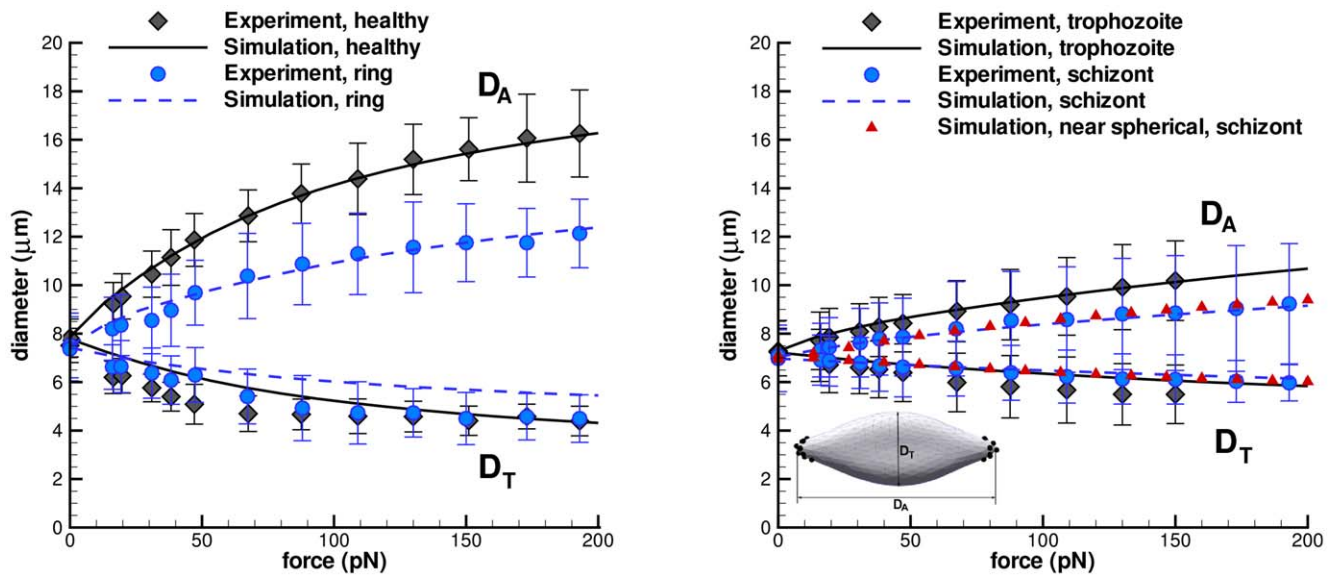 Experiment, healthy
Simulation, healthy
Experiment, ring
Simulation, ring
20
18
16
14
12
10
8
6
4
2
0
diameter (μm)
D_A
D_T
0
50
100
150
200
force (pN)
Experiment, trophozoite
Simulation, trophozoite
Experiment, schizont
Simulation, schizont
Simulation, near spherical, schizont
20
18
16
14
12
10
8
6
4
2
0
diameter (μm)
D_A
D_T
D_T
D_A
0
50
100
150
200
force (pN)